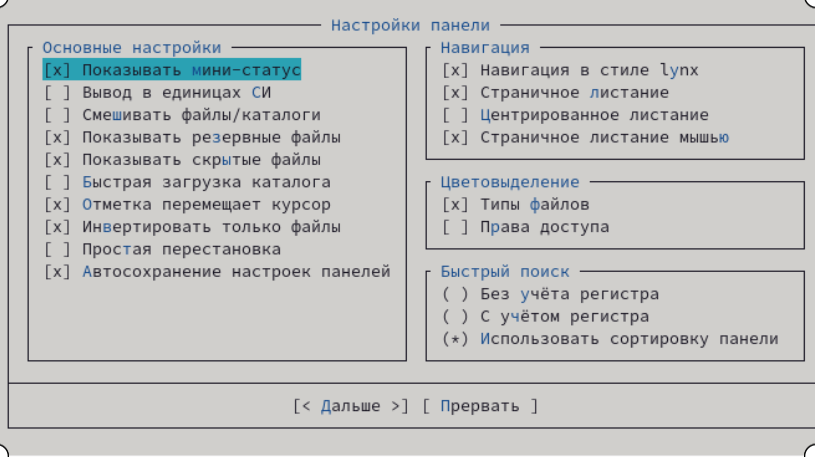 Настройки панели
Основные настройки
[x] Показывать мини-статус
[ ] Вывод в единицах СИ
[ ] Смешивать файлы/каталоги
[x] Показывать резервные файлы
[x] Показывать скрытые файлы
[ ] Быстрая загрузка каталога
[x] Отметка перемещает курсор
[x] Инвертировать только файлы
[ ] Простая перестановка
[x] Автосохранение настроек панелей
Навигация
[x] Навигация в стиле lynx
[x] Страничное листание
[ ] Центрированное листание
[x] Страничное листание мышью
Цветовыделение
[x] Типы файлов
[ ] Права доступа
Быстрый поиск
( ) Без учёта регистра
( ) С учётом регистра
(*) Использовать сортировку панели
[< Дальше >] [ Прервать ]